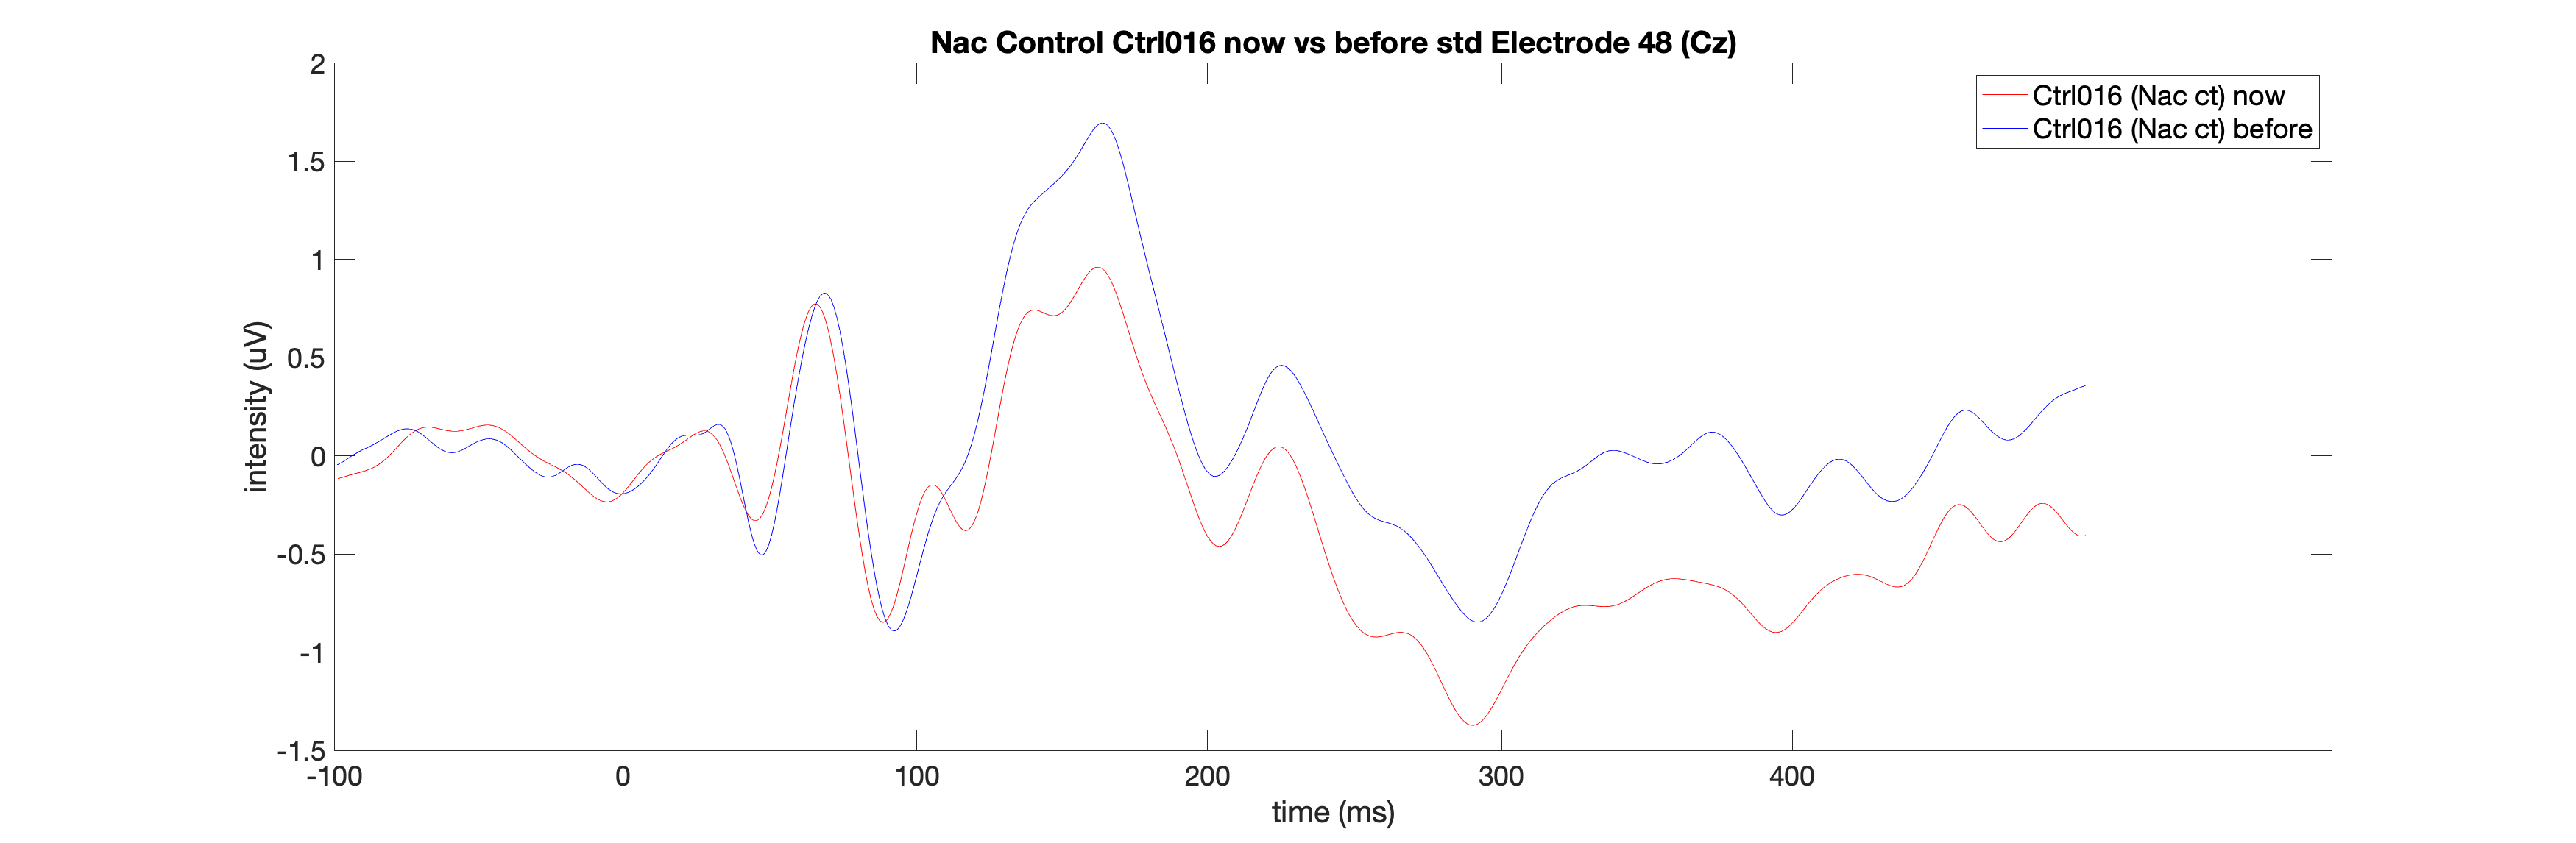 Nac Control Ctrl016 now vs before std Electrode 48 (Cz)
Ctrl016 (Nac ct) now
Ctrl016 (Nac ct) before
intensity (uV)
2
1.5
1
0.5
0
-0.5
-1
-1.5
-100 0 100 200 300 400
time (ms)